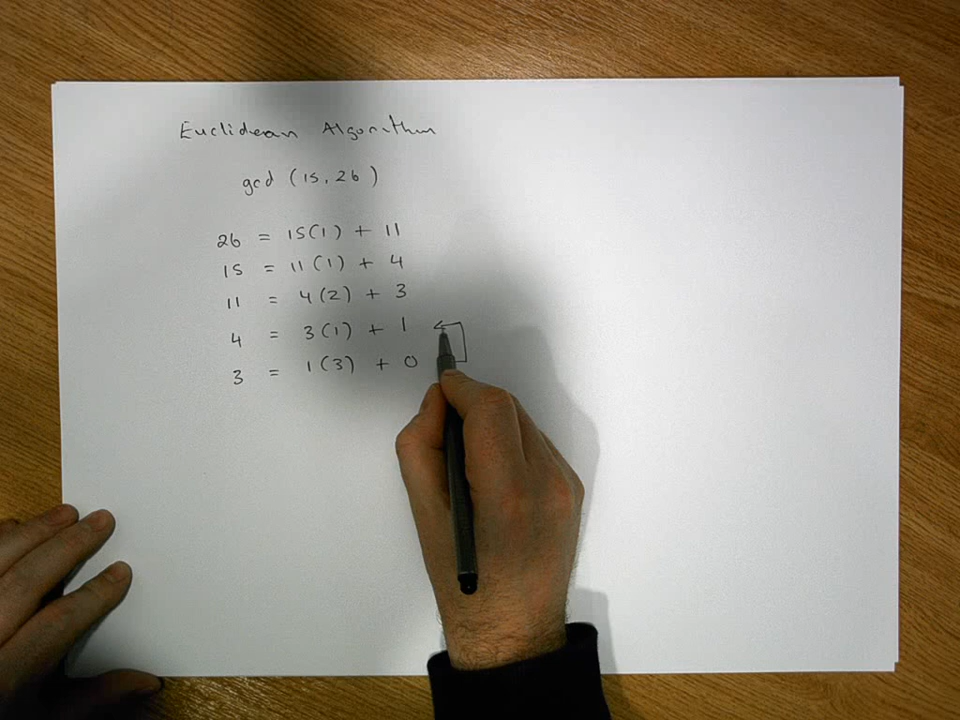 Euclidean Algorithm
gcd (15, 26)
26 = 15(1) + 11
15 = 11(1) + 4
11 = 4(2) + 3
4 = 3(1) + 1
3 = 1(3) + 0